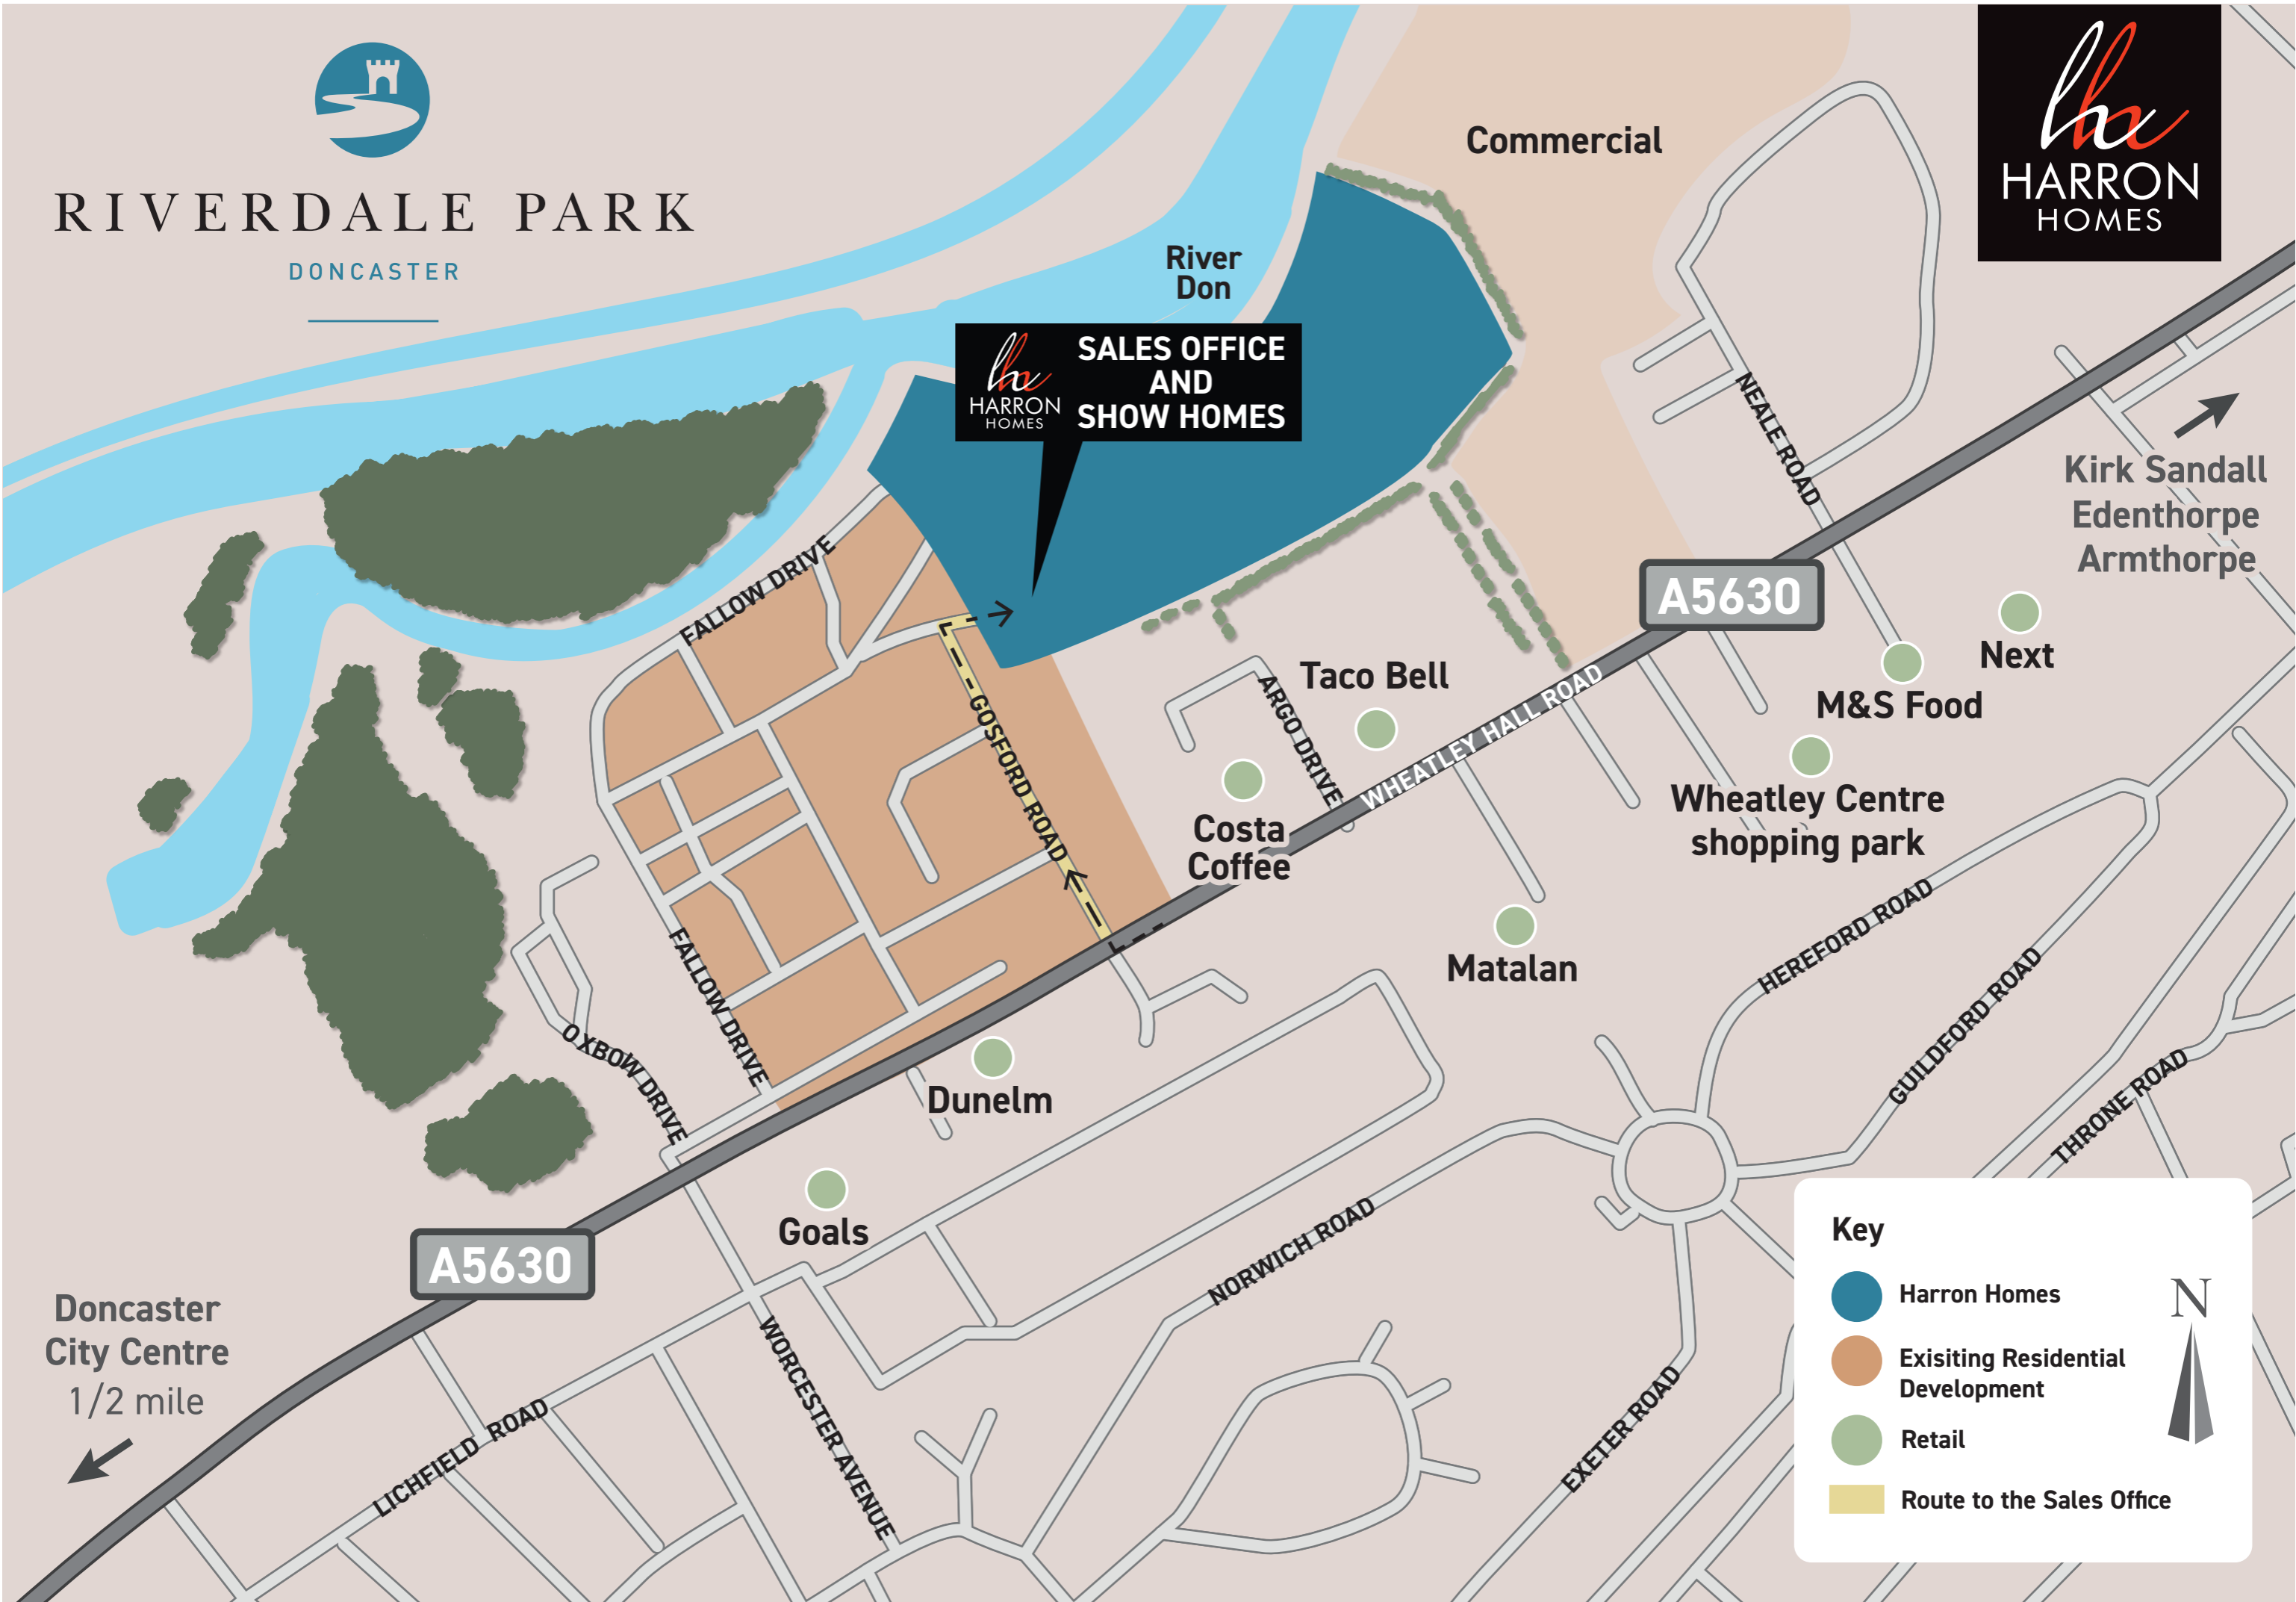 RIVERDALE PARK
DONCASTER
HARRON
HOMES
Commercial
River
Don
HARRON
HOMES
SALES OFFICE
AND
SHOW HOMES
NEALE ROAD
Kirk Sandall
Edenthorpe
Armthorpe
FALLOW DRIVE
A5630
Next
M&S Food
Taco Bell
ARGO DRIVE
WHEATLEY HALL ROAD
GOSFORD ROAD
Costa
Coffee
Wheatley Centre
shopping park
Matalan
HEREFORD ROAD
GUILDFORD ROAD
THRONE ROAD
FALLOW DRIVE
OXBOW DRIVE
Dunelm
Goals
A5630
Doncaster
City Centre
1/2 mile
NORWICH ROAD
WORCESTER AVENUE
LICHFIELD ROAD
EXETER ROAD
Key
Harron Homes
Exisiting Residential
Development
Retail
Route to the Sales Office
N